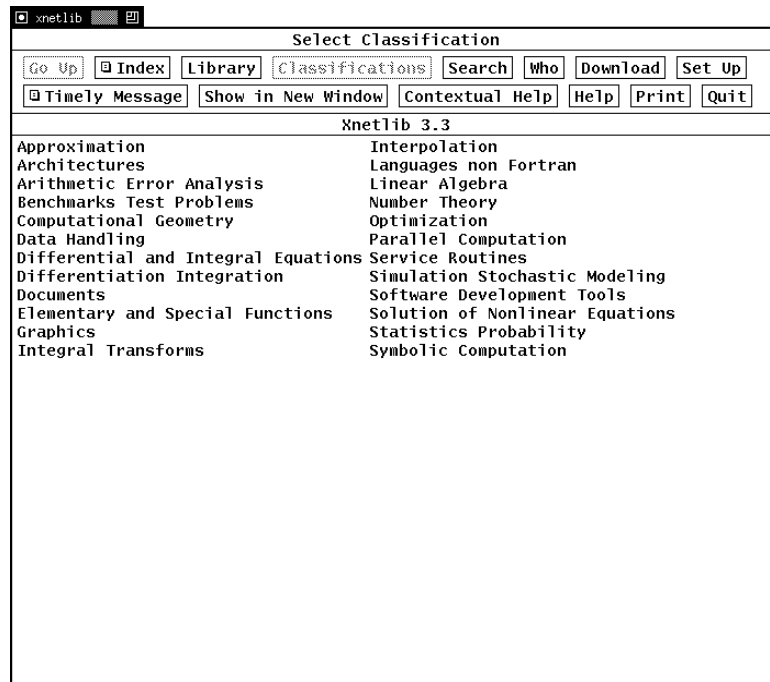 xnetlib
Select Classification
Go Up Index Library Classifications Search Who Download Set Up
Timely Message Show in New Window Contextual Help Help Print Quit
Xnetlib 3.3
Approximation
Architectures
Arithmetic Error Analysis
Benchmarks Test Problems
Computational Geometry
Data Handling
Differential and Integral Equations
Differentiation Integration
Documents
Elementary and Special Functions
Graphics
Integral Transforms
Interpolation
Languages non Fortran
Linear Algebra
Number Theory
Optimization
Parallel Computation
Service Routines
Simulation Stochastic Modeling
Software Development Tools
Solution of Nonlinear Equations
Statistics Probability
Symbolic Computation